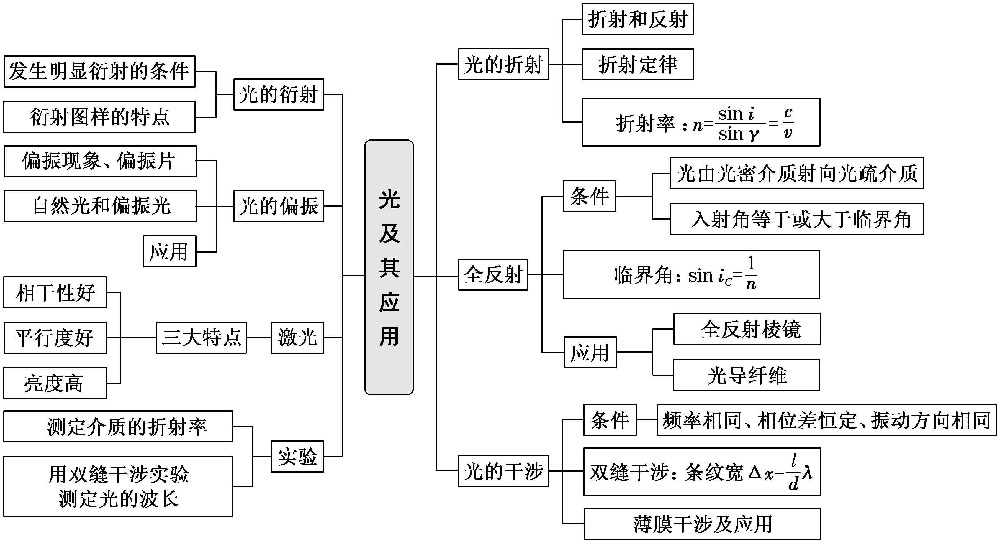 光及其应用
光的折射
折射和反射
折射定律
折射率：n=sin i/sin γ=c/v
全反射
条件
光由光密介质射向光疏介质
入射角等于或大于临界角
临界角：sin i_C=1/n
应用
全反射棱镜
光导纤维
光的干涉
条件
频率相同、相位差恒定、振动方向相同
双缝干涉：条纹宽Δx=l/dλ
薄膜干涉及应用
光的衍射
发生明显衍射的条件
衍射图样的特点
光的偏振
偏振现象、偏振片
自然光和偏振光
应用
激光
三大特点
相干性好
平行度好
亮度高
实验
测定介质的折射率
用双缝干涉实验
测定光的波长